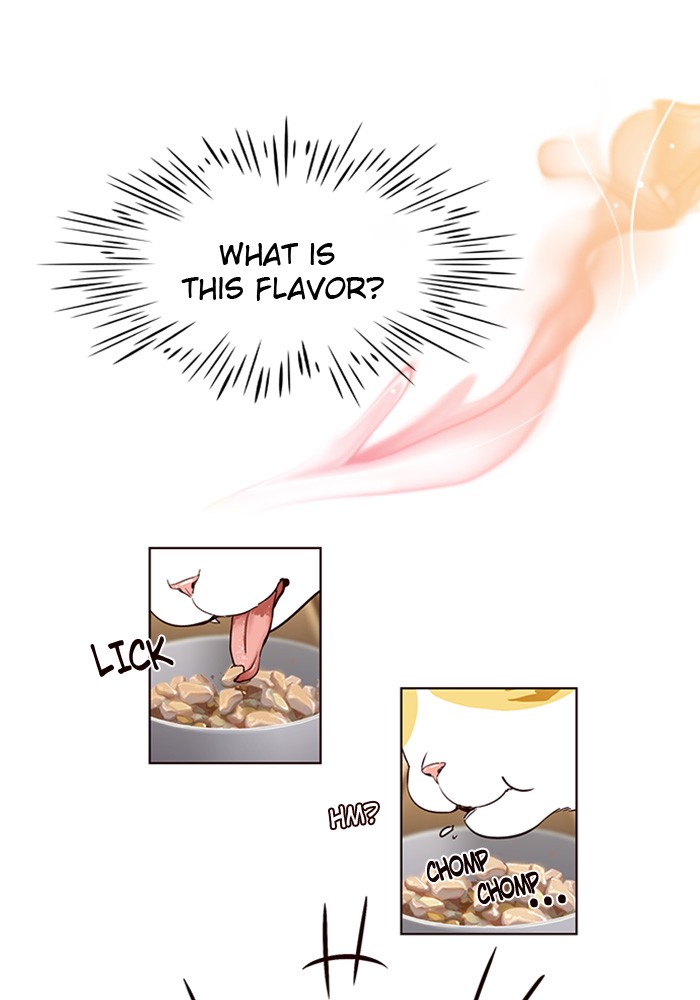 WHAT IS
THIS FLAVOR?
LICK
HM?
CHOMP
CHOMP...